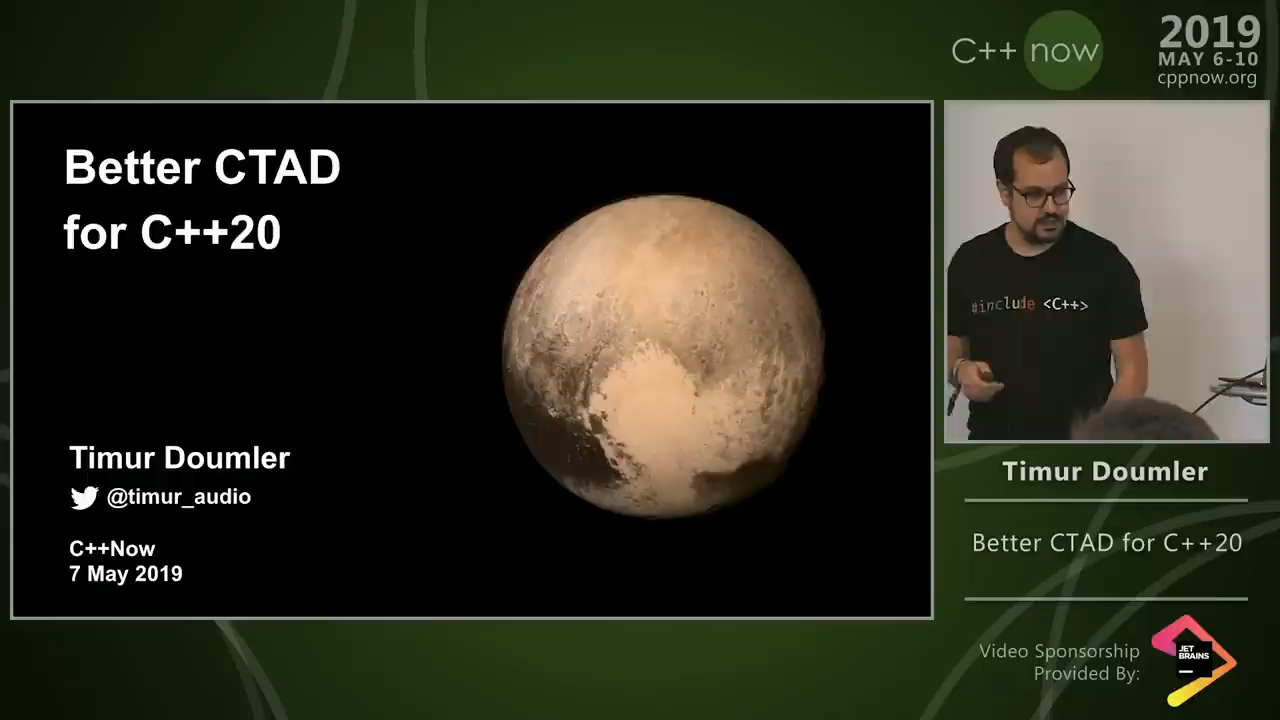 C++ now
2019
MAY 6-10
cppnow.org
Better CTAD
for C++20
Timur Doumler
@timur_audio
C++Now
7 May 2019
#include <C++>
Timur Doumler
Better CTAD for C++20
Video Sponsorship
Provided By:
JET
BRAINS